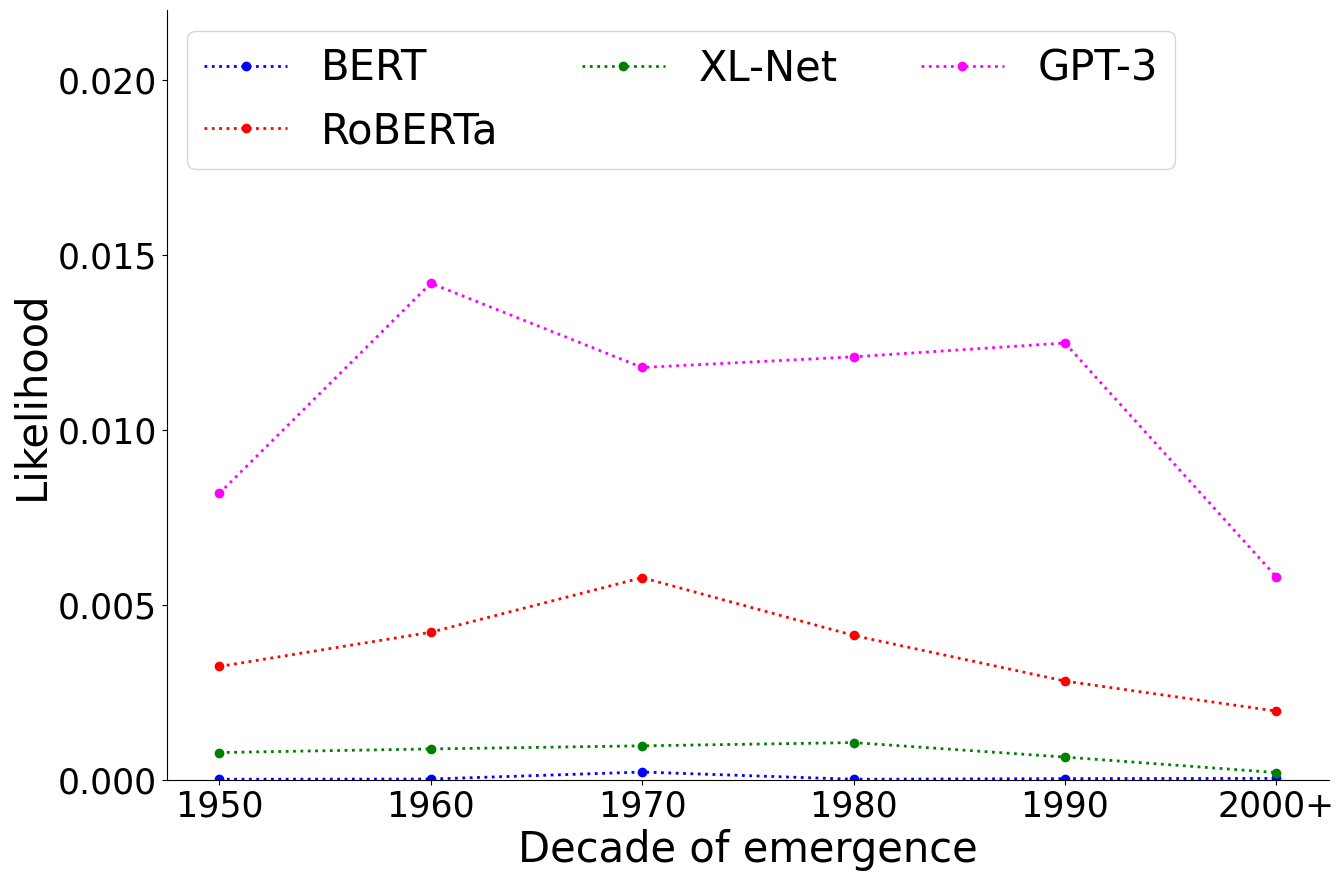 BERT
RoBERTa
XL-Net
GPT-3
0.020
0.015
0.010
0.005
0.000
Likelihood
1950 1960 1970 1980 1990 2000+
Decade of emergence